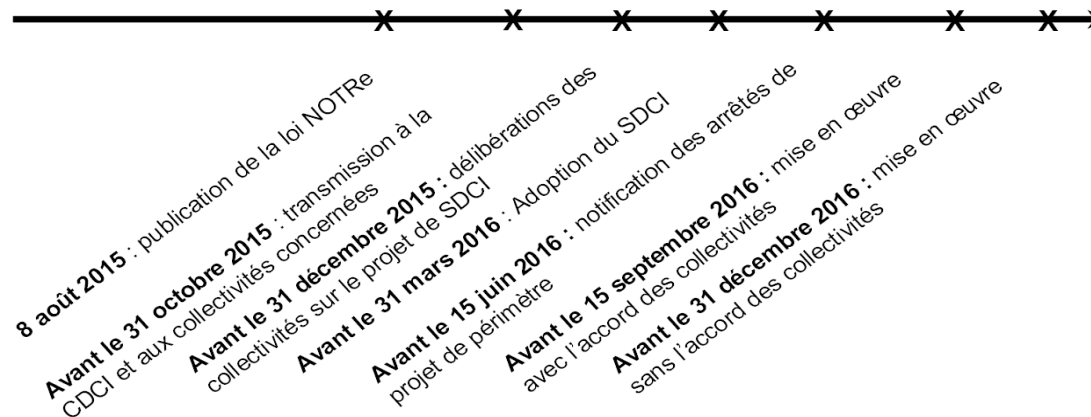 8 août 2015 : publication de la loi NOTRe
Avant le 31 octobre 2015 : transmission à la
CDCI et aux collectivités concernées
Avant le 31 décembre 2015 : délibérations des
collectivités sur le projet de SDCI
Avant le 31 mars 2016 : Adoption du SDCI
Avant le 15 juin 2016 : notification des arrêtés de
projet de périmètre
Avant le 15 septembre 2016 : mise en œuvre
avec l'accord des collectivités
Avant le 31 décembre 2016 : mise en œuvre
sans l'accord des collectivités